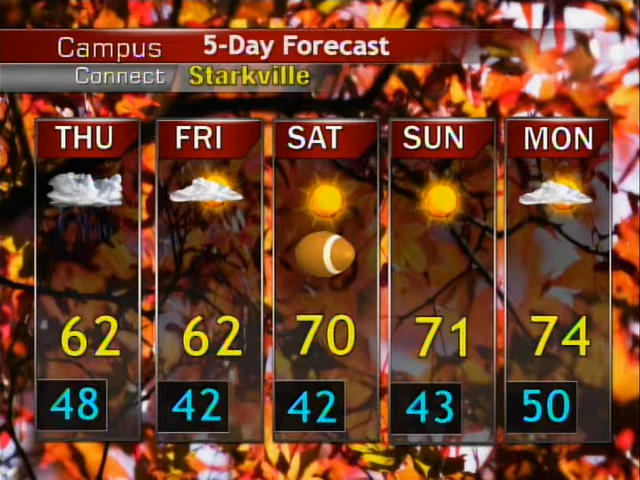 Campus 5-Day Forecast
Connect Starkville
THU FRI SAT SUN MON
62 62 70 71 74
48 42 42 43 50